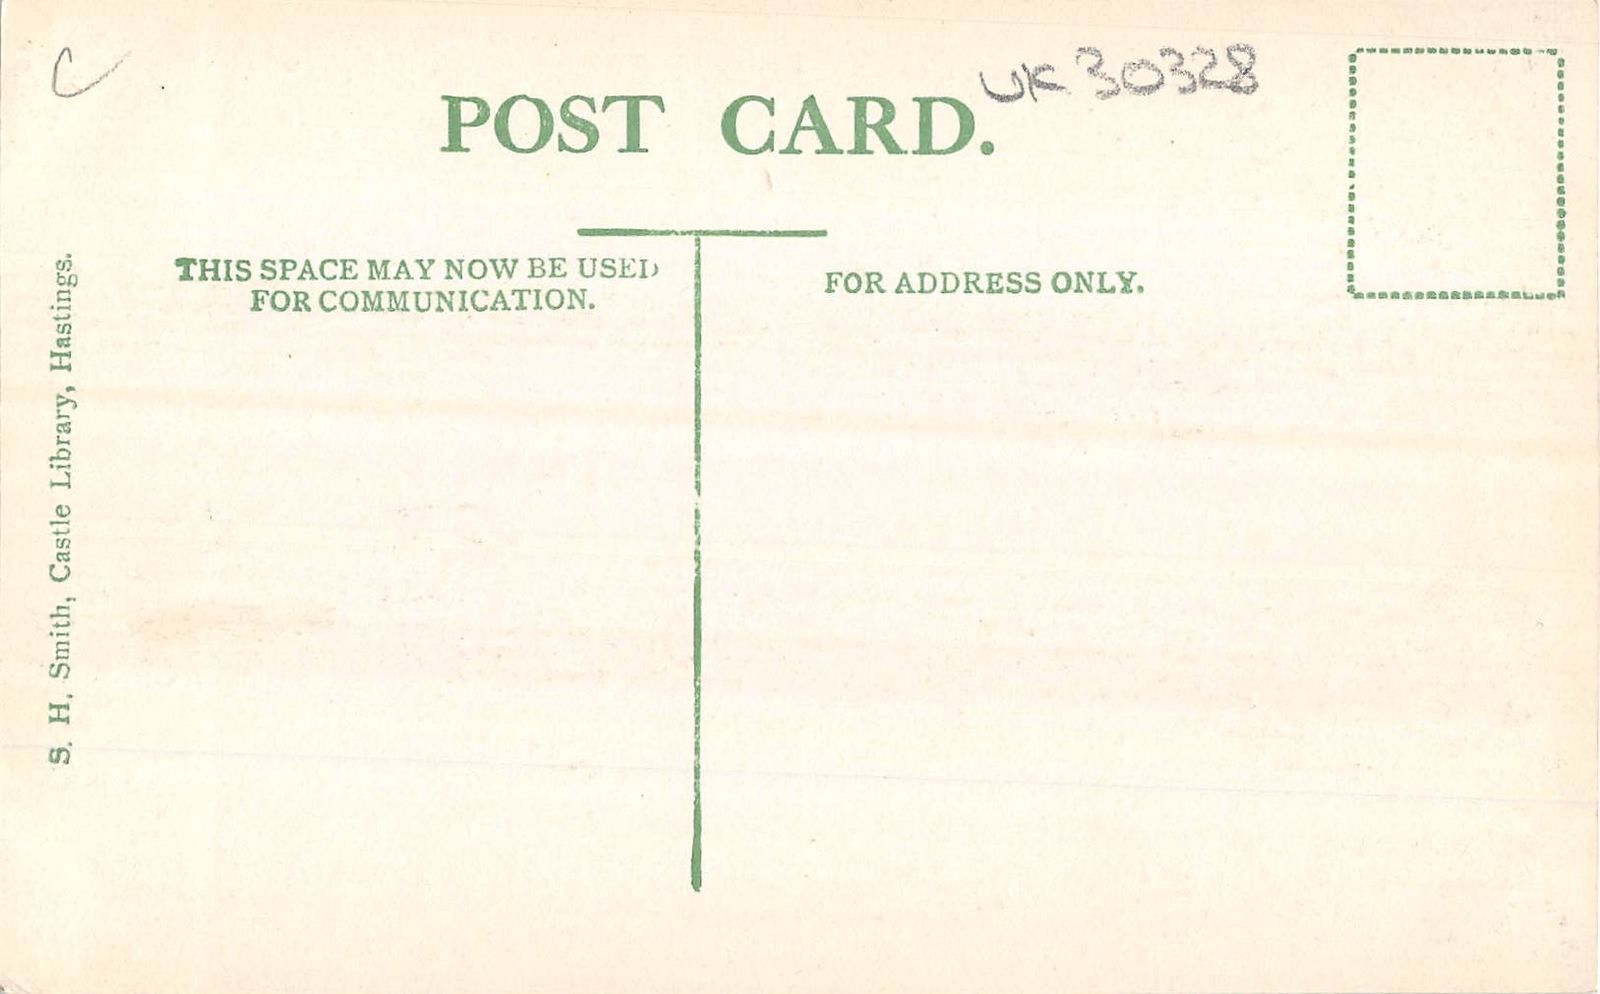 C
UK 30328
POST CARD.
THIS SPACE MAY NOW BE USED
FOR COMMUNICATION.
FOR ADDRESS ONLY.
S. H. Smith, Castle Library, Hastings.